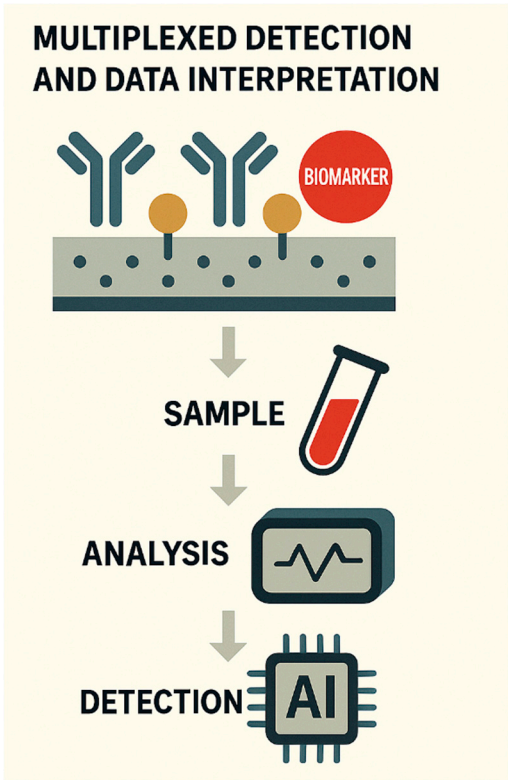 MULTIPLEXED DETECTION
AND DATA INTERPRETATION
BIOMARKER
SAMPLE
ANALYSIS
DETECTION
AI